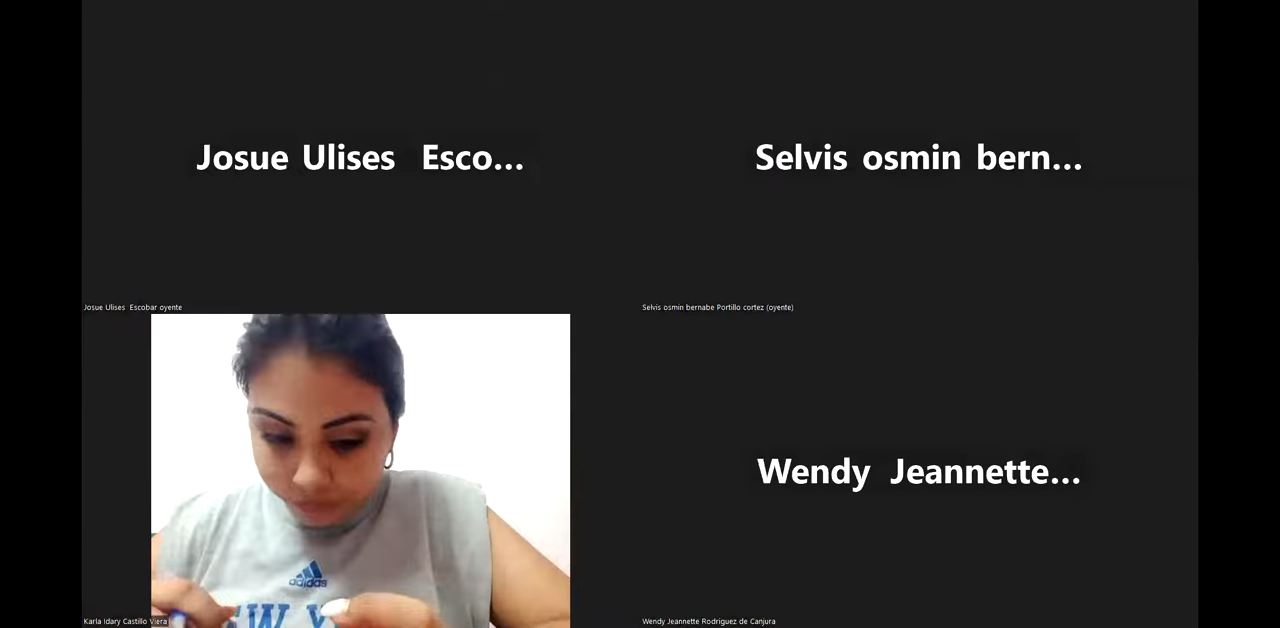 Josue Ulises  Esco...
Selvis osmin bern...
Josue Ulises  Escobar oyente
Selvis osmin bernabe Portillo cortez (oyente)
adidas
Wendy  Jeannette...
Karla Idary Castillo Viera
Wendy Jeannette Rodriguez de Canjura